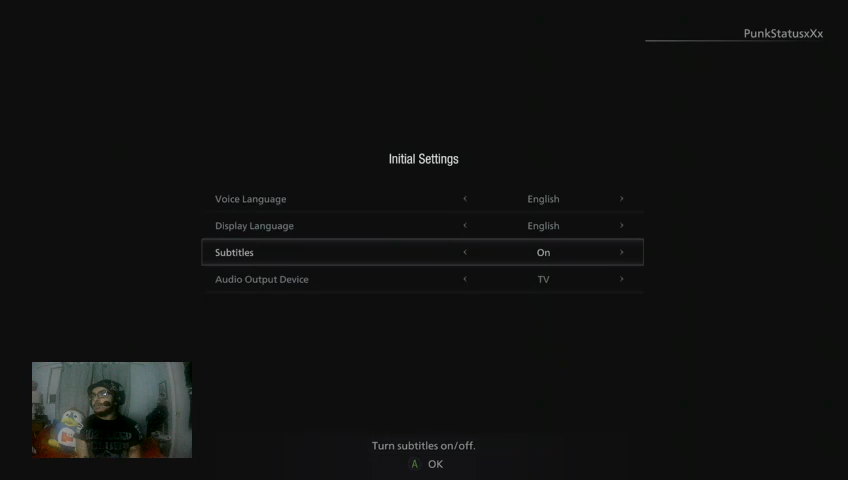 PunkStatusxXx
Initial Settings
Voice Language < English >
Display Language < English >
Subtitles < On >
Audio Output Device < TV >
Turn subtitles on/off.
A OK